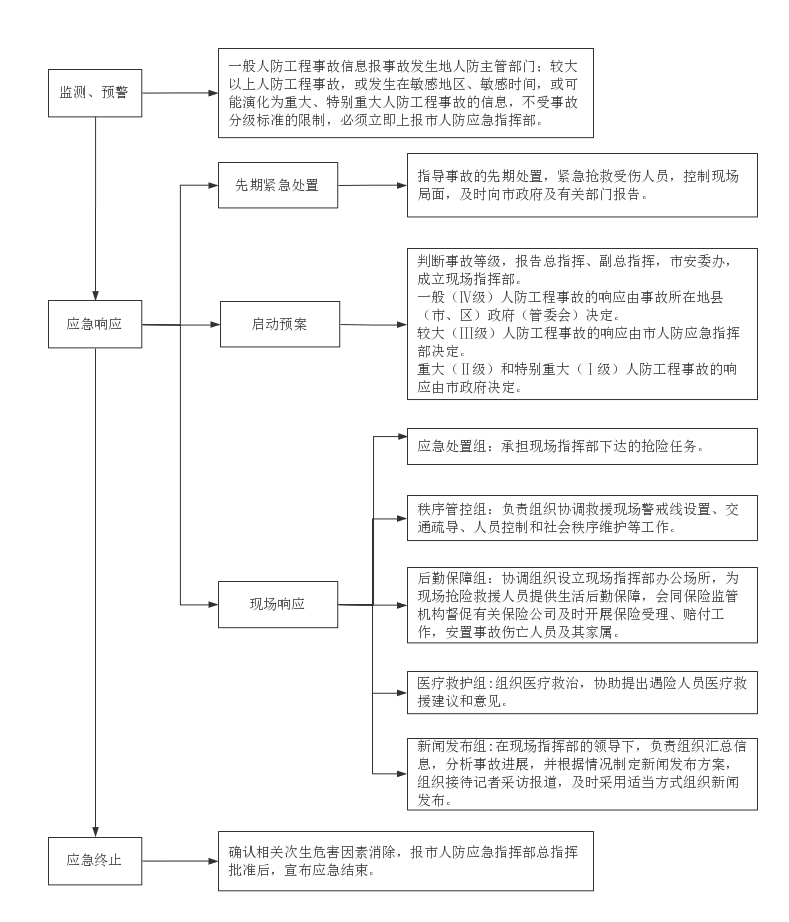 监测、预警
一般人防工程事故信息报事故发生地人防主管部门；较大
以上人防工程事故，或发生在敏感地区、敏感时间，或可
能演化为重大、特别重大人防工程事故的信息，不受事故
分级标准的限制，必须立即上报市人防应急指挥部。
应急响应
先期紧急处置
指导事故的先期处置，紧急抢救受伤人员，控制现场
局面，及时向市政府及有关部门报告。
启动预案
判断事故等级，报告总指挥、副总指挥，市安委办，
成立现场指挥部。
一般（Ⅳ级）人防工程事故的响应由事故所在地县
（市、区）政府（管委会）决定。
较大（Ⅲ级）人防工程事故的响应由市人防应急指挥
部决定。
重大（Ⅱ级）和特别重大（Ⅰ级）人防工程事故的响
应由市政府决定。
现场响应
应急处置组：承担现场指挥部下达的抢险任务。
秩序管控组：负责组织协调救援现场警戒线设置、交
通疏导、人员控制和社会秩序维护等工作。
后勤保障组：协调组织设立现场指挥部办公场所，为
现场抢险救援人员提供生活后勤保障，会同保险监管
机构督促有关保险公司及时开展保险受理、赔付工
作，安置事故伤亡人员及其家属。
医疗救护组:组织医疗救治，协助提出遇险人员医疗救
援建议和意见。
新闻发布组:在现场指挥部的领导下，负责组织汇总信
息，分析事故进展，并根据情况制定新闻发布方案，
组织接待记者采访报道，及时采用适当方式组织新闻
发布。
应急终止
确认相关次生危害因素消除，报市人防应急指挥部总指挥
批准后，宣布应急结束。